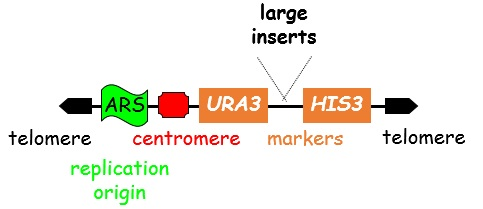 large
inserts
ARS
URA3
HIS3
telomere
centromere
markers
telomere
replication
origin